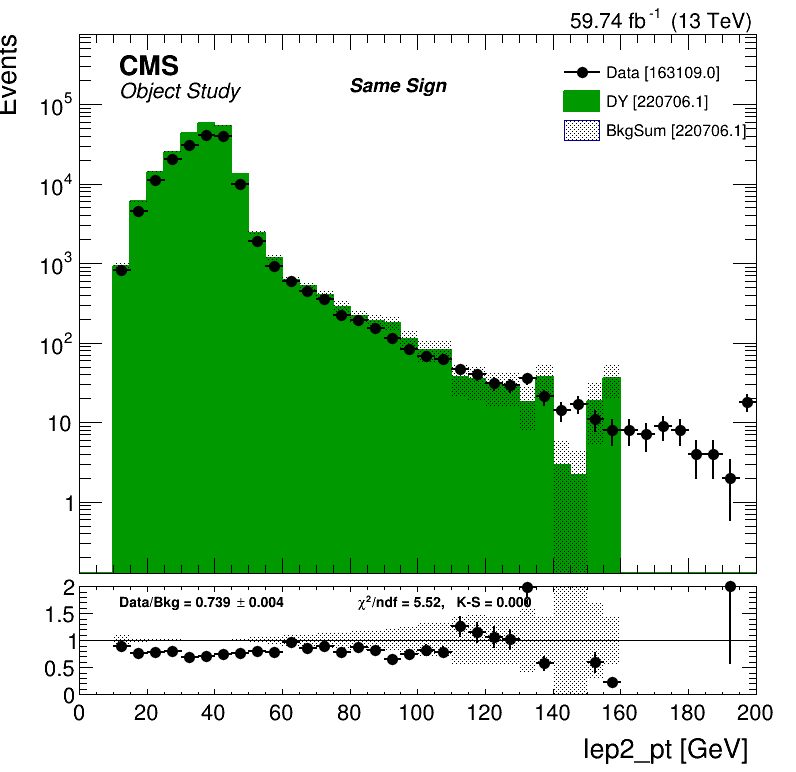 59.74 fb⁻¹ (13 TeV)
Events
CMS
Object Study
Same Sign
Data [163109.0]
DY [220706.1]
BkgSum [220706.1]
10⁵
10⁴
10³
10²
10
1
Data/Bkg = 0.739 ± 0.004
χ²/ndf = 5.52, K-S = 0.000
2
1.5
1
0.5
0
0 20 40 60 80 100 120 140 160 180 200
lep2_pt [GeV]